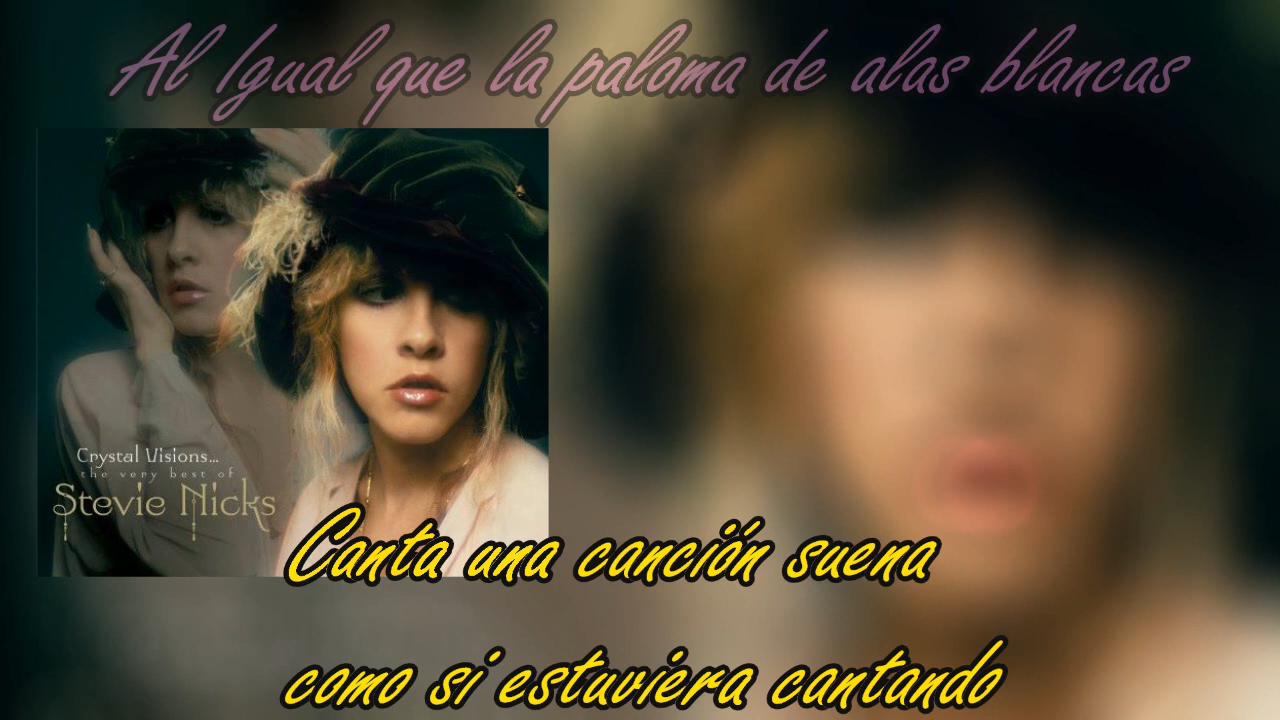 Al Igual que la paloma de alas blancas
Crystal Visions...
the very best of
Stevie Nicks
Canta una canción suena
como si estuviera cantando